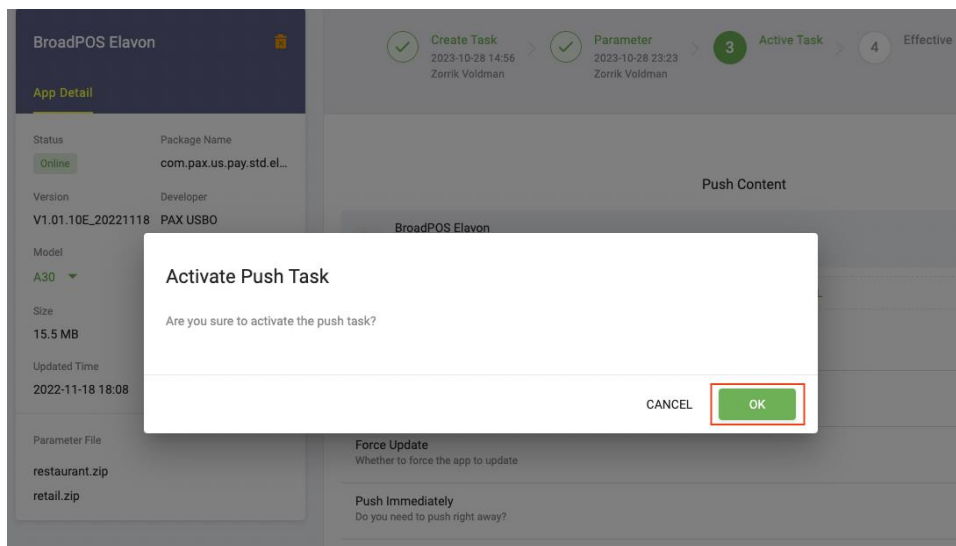 BroadPOS Elavon
App Detail
Status
Package Name
Online
com.pax.us.pay.std.el...
Version
Developer
V1.01.10E_20221118
PAX USBO
Model
A30
Size
15.5 MB
Updated Time
2022-11-18 18:08
Parameter File
restaurant.zip
retail.zip
Create Task
2023-10-28 14:56
Zorrik Voldman
Parameter
2023-10-28 23:23
Zorrik Voldman
3
Active Task
4
Effective
Push Content
BroadPOS Elavon
Activate Push Task
Are you sure to activate the push task?
CANCEL
OK
Force Update
Whether to force the app to update
Push Immediately
Do you need to push right away?